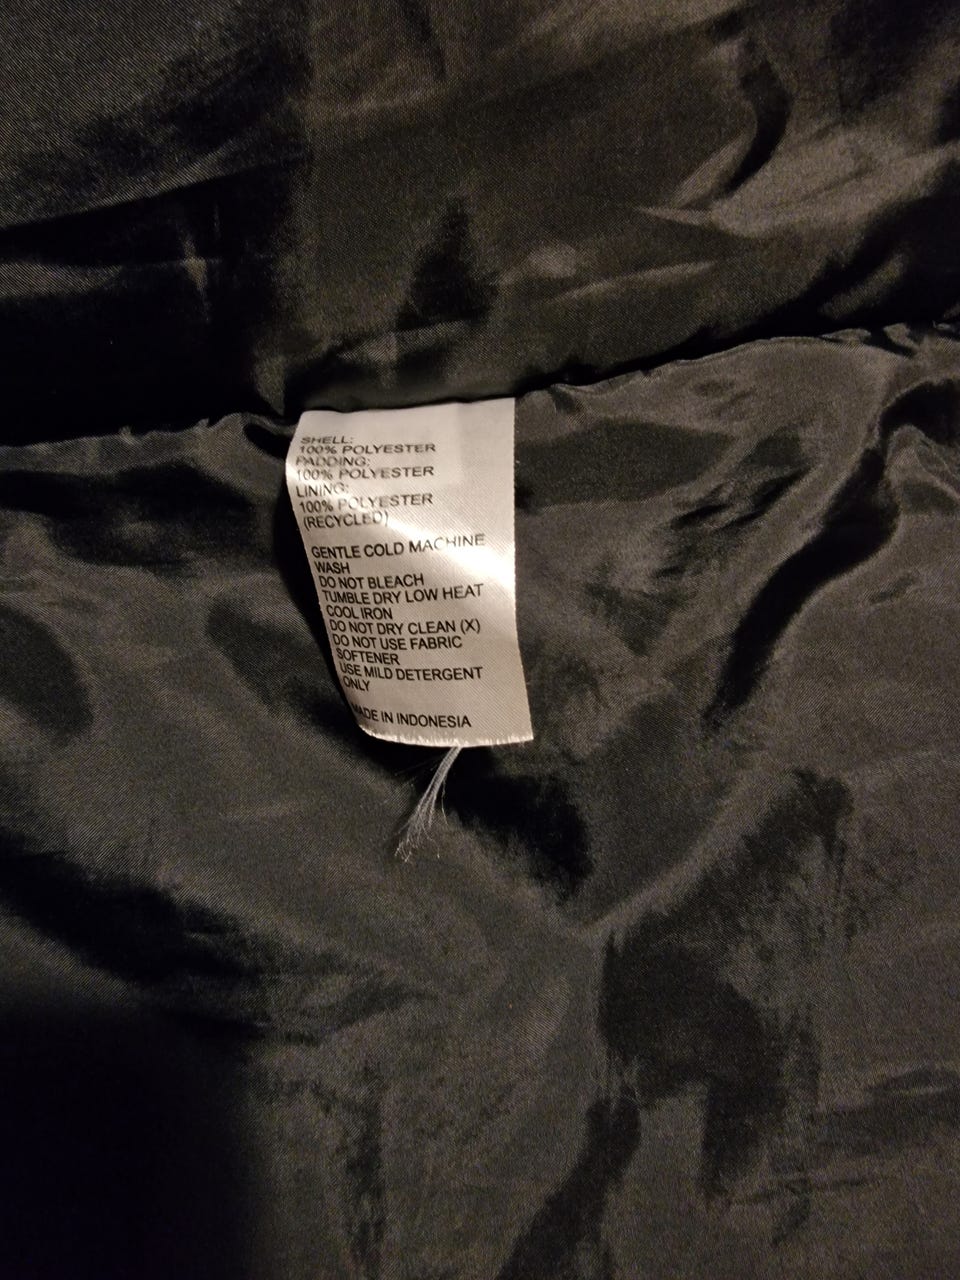 SHELL:
100% POLYESTER
PADDING:
100% POLYESTER
LINING:
100% POLYESTER
(RECYCLED)
GENTLE COLD MACHINE
WASH
DO NOT BLEACH
TUMBLE DRY LOW HEAT
COOL IRON
DO NOT DRY CLEAN (X)
DO NOT USE FABRIC
SOFTENER
USE MILD DETERGENT
ONLY
MADE IN INDONESIA